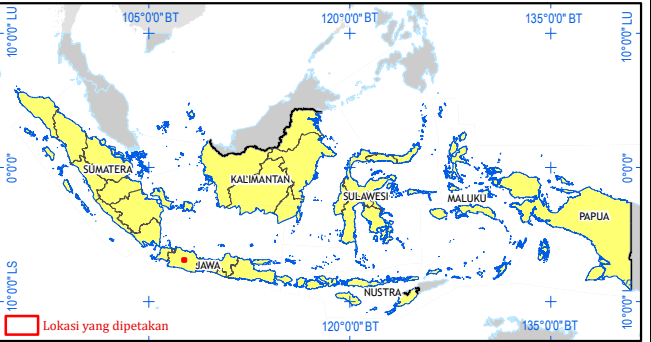 105°0'0" BT
120°0'0" BT
135°0'0" BT
10°0'0" LU
10°0'0" LU
SUMATERA
KALIMANTAN
SULAWESI
MALUKU
PAPUA
0°0'0"
0°0'0"
JAWA
NUSTRA
10°0'0" LS
10°0'0" LS
Lokasi yang dipetakan
120°0'0" BT
135°0'0" BT